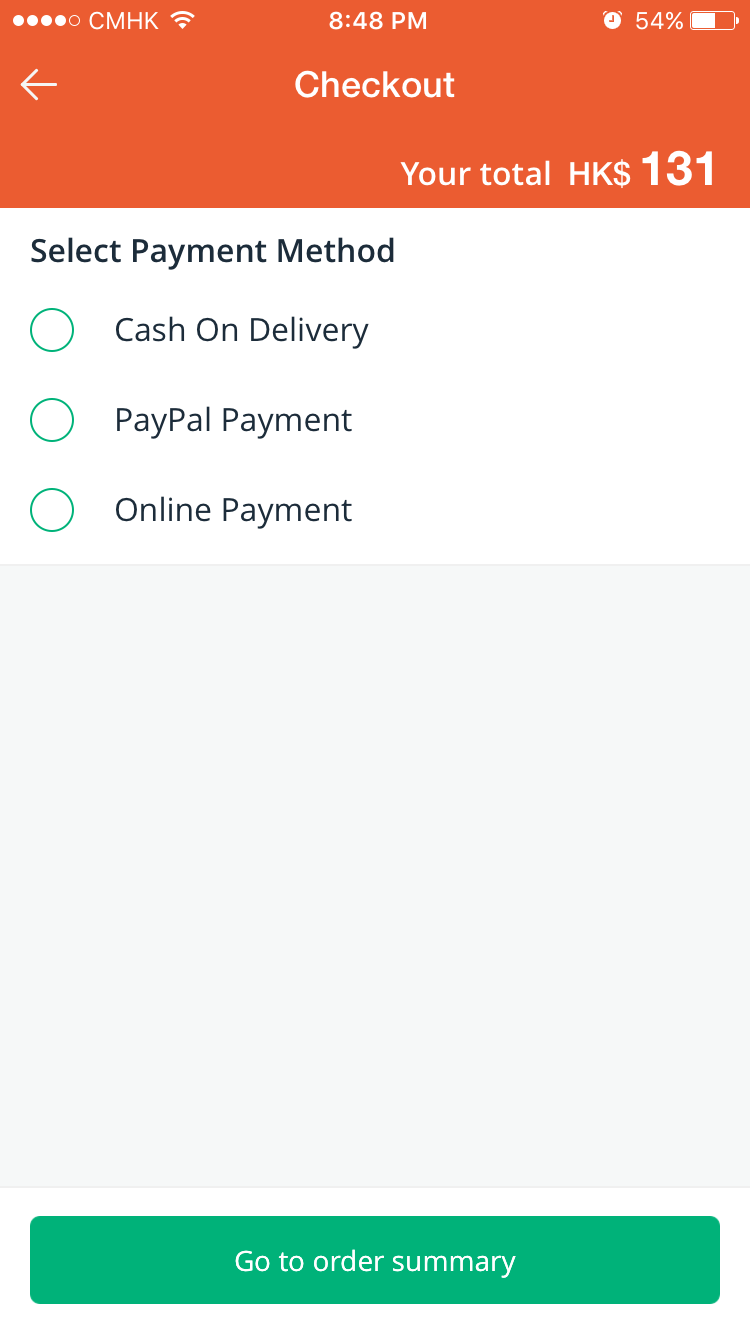 CMHK 8:48 PM 54%
Checkout
Your total HK$ 131
Select Payment Method
Cash On Delivery
PayPal Payment
Online Payment
Go to order summary